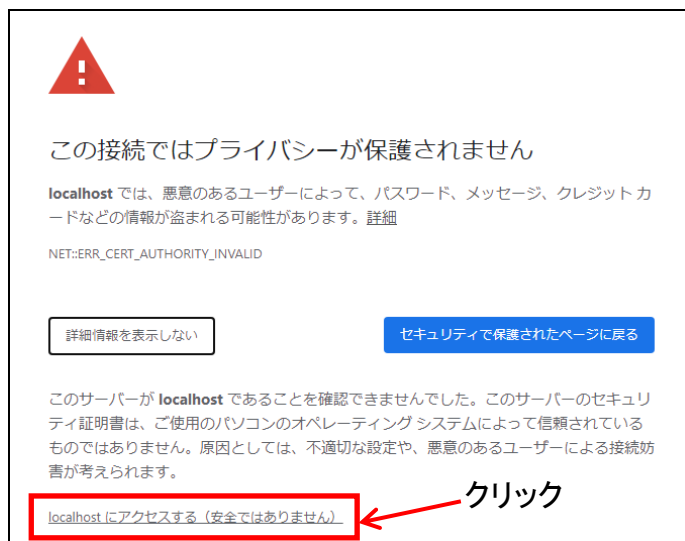 この接続ではプライバシーが保護されません
localhost では、悪意のあるユーザーによって、パスワード、メッセージ、クレジット カ
ードなどの情報が盗まれる可能性があります。詳細
NET::ERR_CERT_AUTHORITY_INVALID
詳細情報を表示しない
セキュリティで保護されたページに戻る
このサーバーが localhost であることを確認できませんでした。このサーバーのセキュリ
ティ証明書は、ご使用のパソコンのオペレーティング システムによって信頼されている
ものではありません。原因としては、不適切な設定や、悪意のあるユーザーによる接続妨
害が考えられます。
クリック
localhost にアクセスする（安全ではありません）